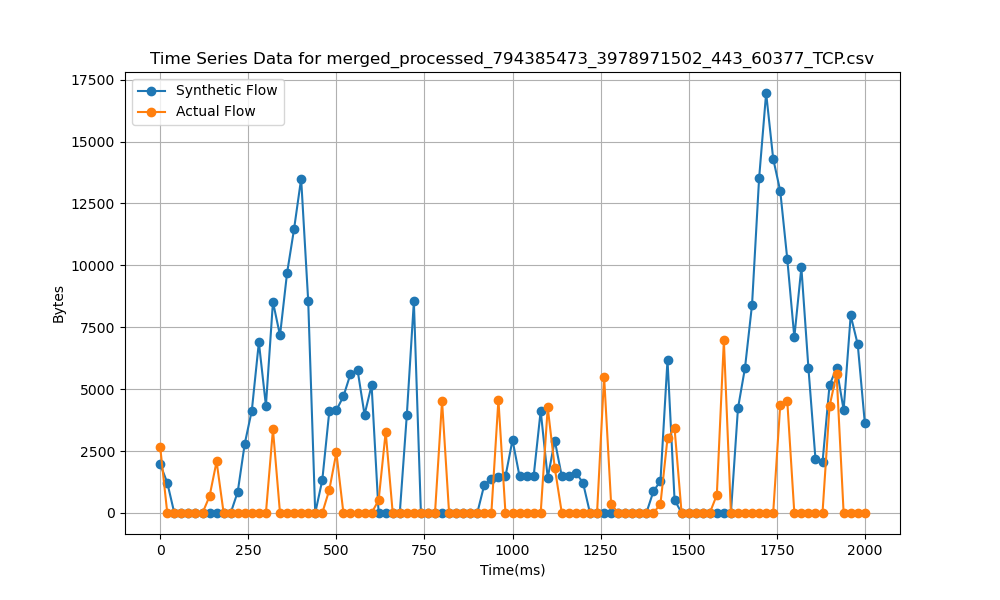 Time Series Data for merged_processed_794385473_3978971502_443_60377_TCP.csv
Synthetic Flow
Actual Flow
Bytes
17500
15000
12500
10000
7500
5000
2500
0
0 250 500 750 1000 1250 1500 1750 2000
Time(ms)